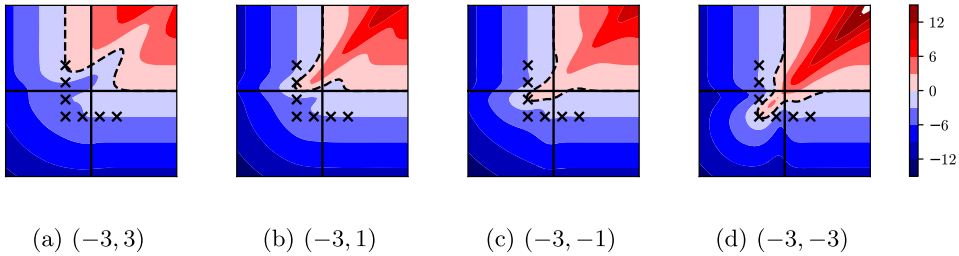 12
6
0
−6
−12
(a) (−3, 3)
(b) (−3, 1)
(c) (−3, −1)
(d) (−3, −3)